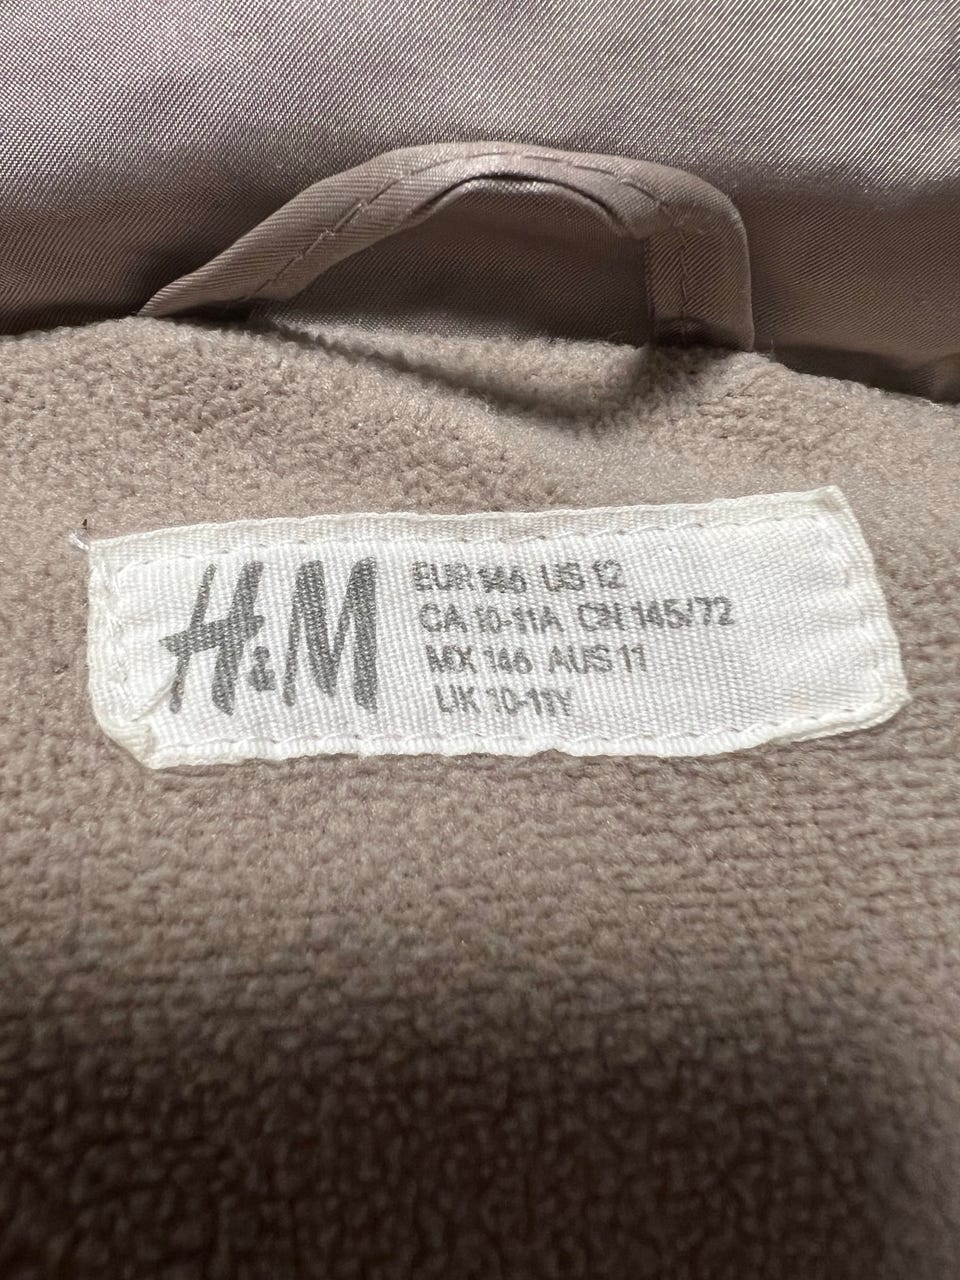 H&M
EUR 146 US 12
CA 10-11A CN 145/72
MX 146 AUS 11
UK 10-11Y